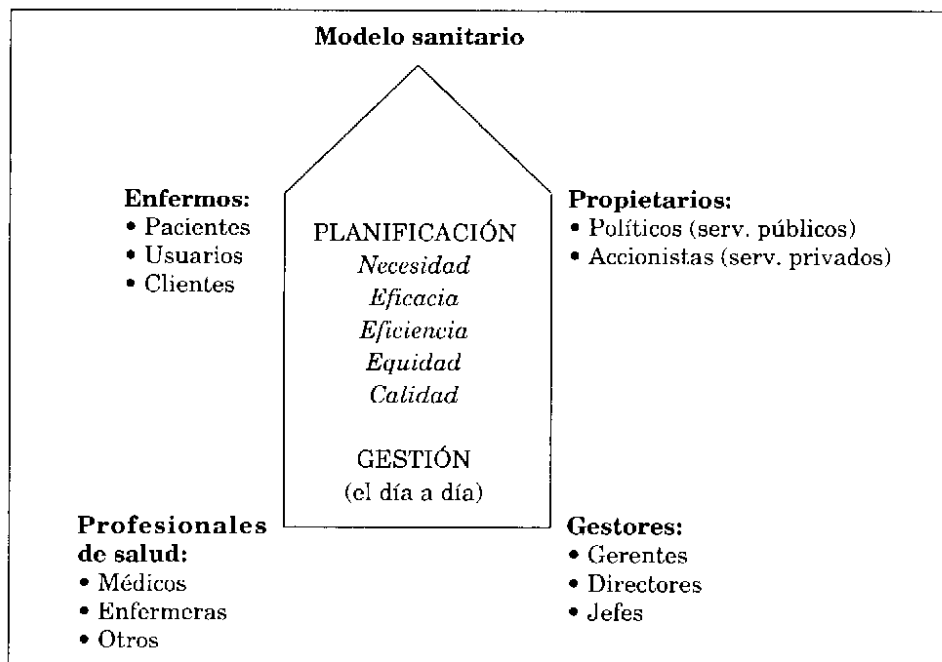 Modelo sanitario
Enfermos:
• Pacientes
• Usuarios
• Clientes
Propietarios:
• Políticos (serv. públicos)
• Accionistas (serv. privados)
PLANIFICACIÓN
Necesidad
Eficacia
Eficiencia
Equidad
Calidad
GESTIÓN
(el día a día)
Profesionales
de salud:
• Médicos
• Enfermeras
• Otros
Gestores:
• Gerentes
• Directores
• Jefes